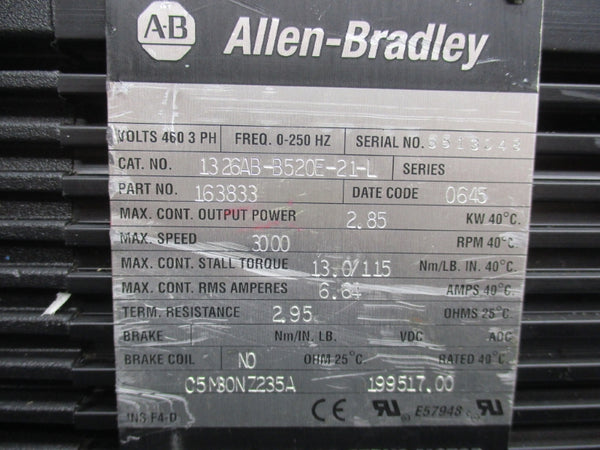 A-B Allen-Bradley
VOLTS 460 3 PH FREQ. 0-250 HZ SERIAL NO.
CAT. NO. 1326AB-B520E-21-L SERIES
PART NO. 163833 DATE CODE 0645
MAX. CONT. OUTPUT POWER 2.85 KW 40°C.
MAX. SPEED 3000 RPM 40°C.
MAX. CONT. STALL TORQUE 13.0/115 Nm/LB. IN. 40°C.
MAX. CONT. RMS AMPERES 6.84 AMPS 40°C.
TERM. RESISTANCE 2.95 OHMS 25°C.
BRAKE Nm/IN. LB. VDC ADC
BRAKE COIL NO OHM 25°C. RATED 40°C.
C5M80NZ235A 199517.00
INS F4-D CE RU E57948 RU